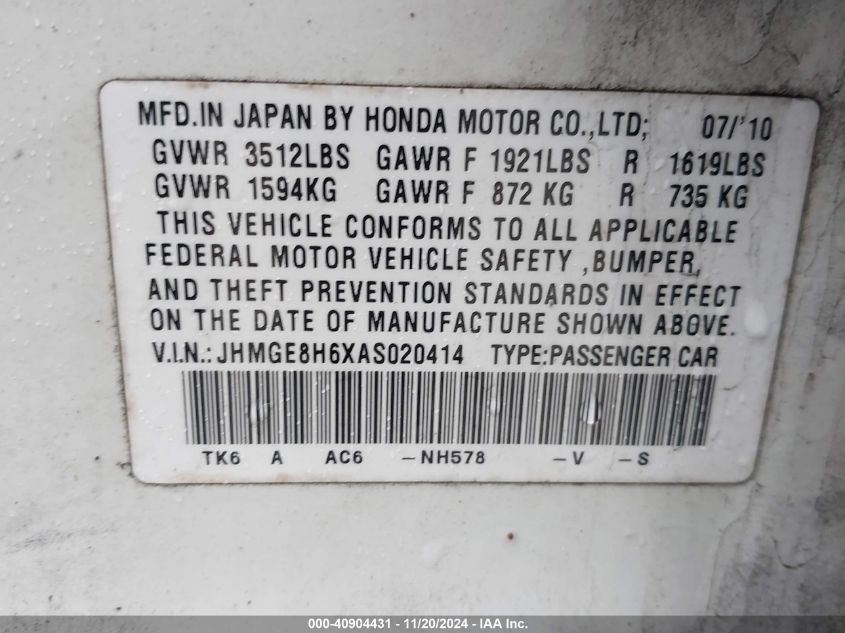 MFD.IN JAPAN BY HONDA MOTOR CO.,LTD; 07/'10
GVWR 3512LBS GAWR F 1921LBS R 1619LBS
GVWR 1594KG GAWR F 872 KG R 735 KG
THIS VEHICLE CONFORMS TO ALL APPLICABLE
FEDERAL MOTOR VEHICLE SAFETY ,BUMPER,
AND THEFT PREVENTION STANDARDS IN EFFECT
ON THE DATE OF MANUFACTURE SHOWN ABOVE.
V.I.N.: JHMGE8H6XAS020414 TYPE:PASSENGER CAR
TK6 A AC6 -NH578 -V -S
000-40904431 - 11/20/2024 - IAA Inc.